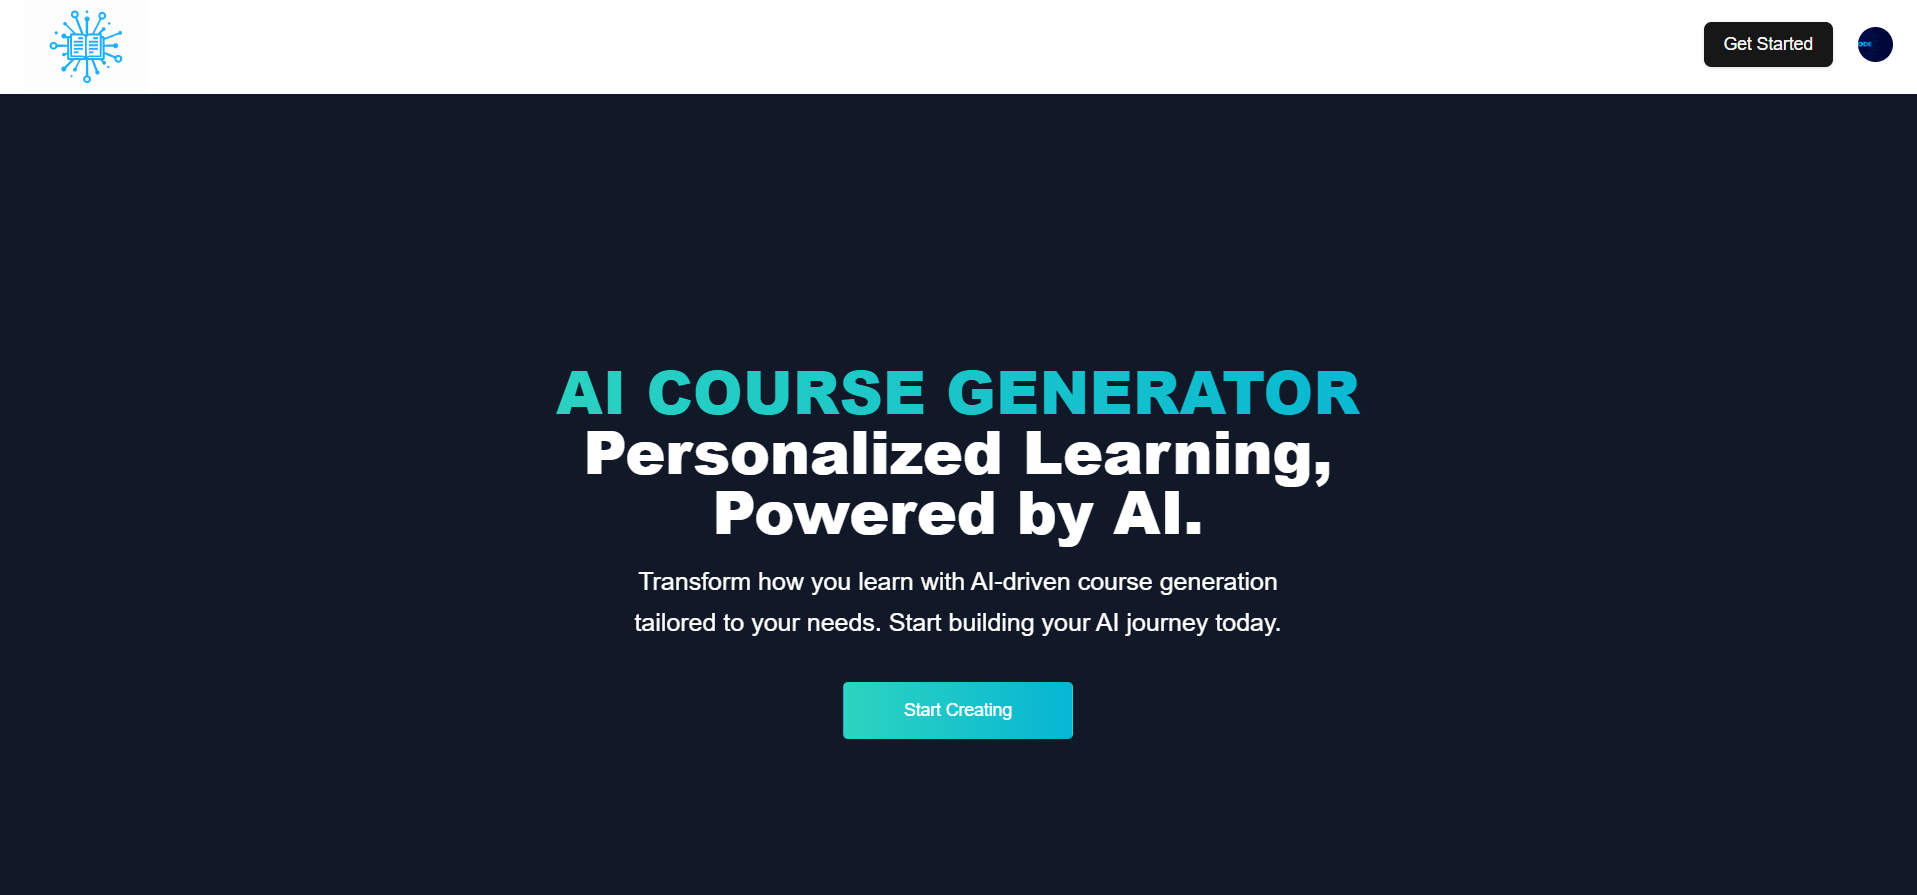 Get Started
AI COURSE GENERATOR
Personalized Learning,
Powered by AI.
Transform how you learn with AI-driven course generation
tailored to your needs. Start building your AI journey today.
Start Creating